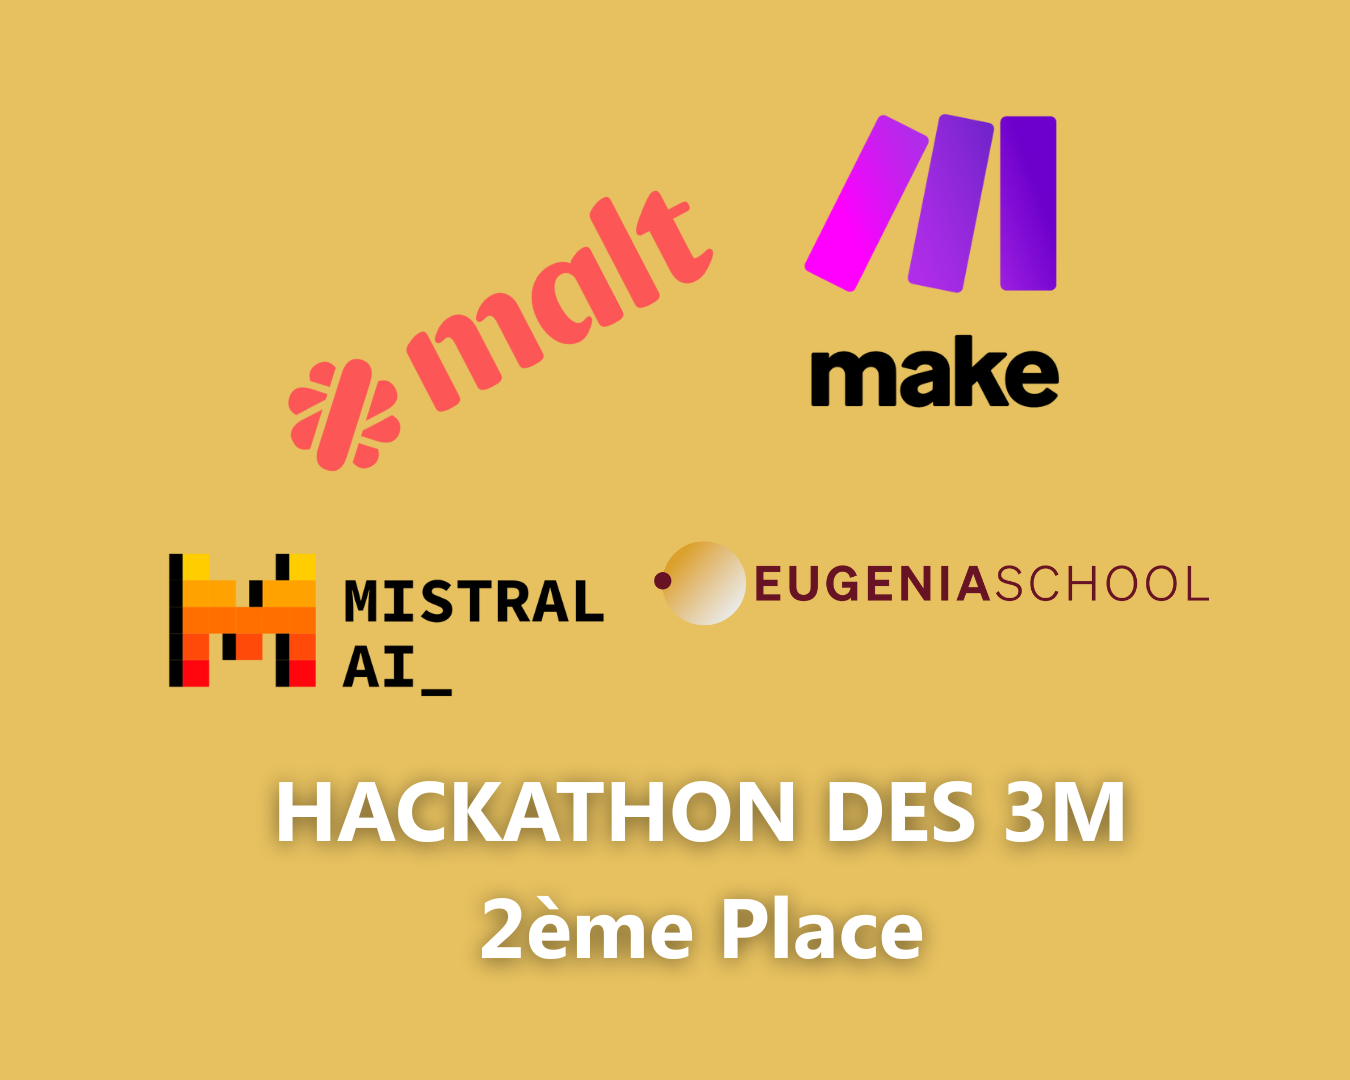 malt
make
MISTRAL
AI_
EUGENIASCHOOL
HACKATHON DES 3M
2ème Place